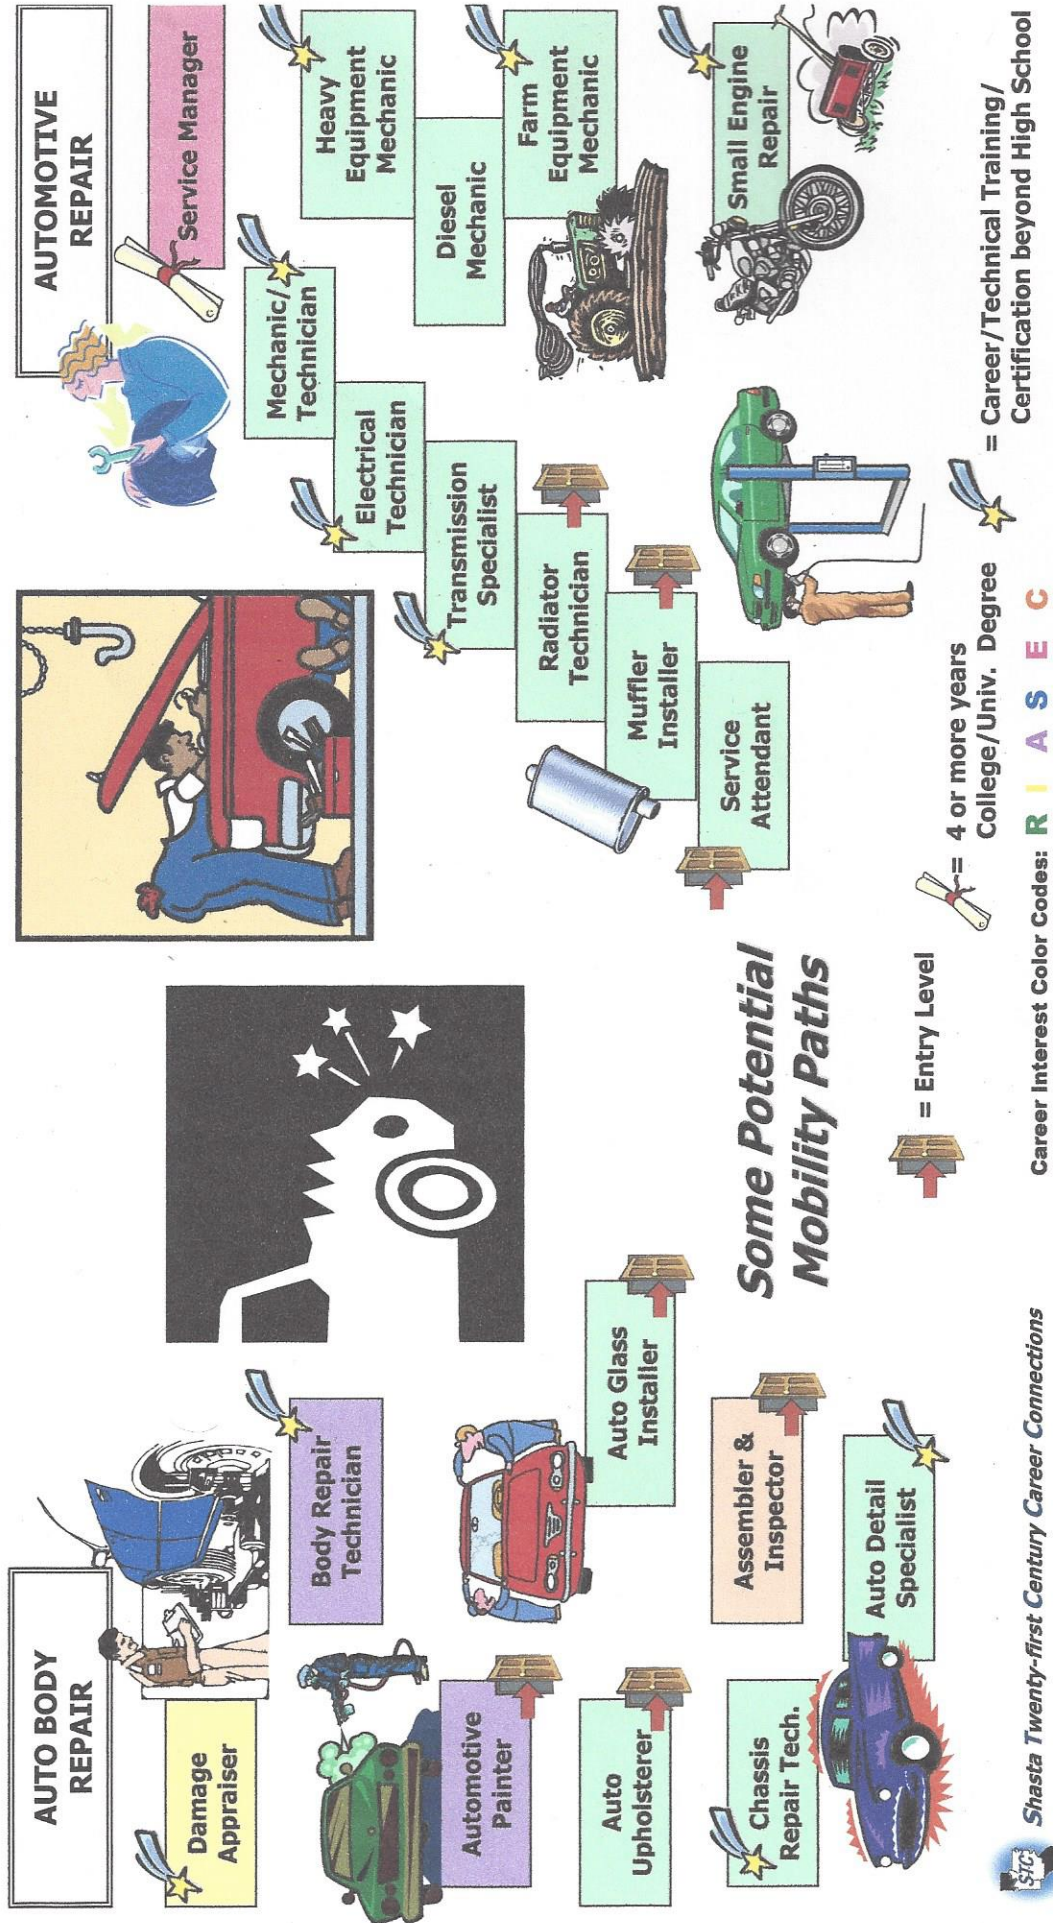 AUTO BODY
REPAIR
Damage
Appraiser
Body Repair
Technician
Automotive
Painter
Auto Glass
Installer
Auto
Upholsterer
Assembler &
Inspector
Chassis
Repair Tech.
Auto Detail
Specialist
AUTOMOTIVE
REPAIR
Service Manager
Mechanic/
Technician
Heavy
Equipment
Mechanic
Electrical
Technician
Diesel
Mechanic
Transmission
Specialist
Farm
Equipment
Mechanic
Radiator
Technician
Muffler
Installer
Small Engine
Repair
Service
Attendant
Some Potential
Mobility Paths
= Entry Level
= 4 or more years
College/Univ. Degree
= Career/Technical Training/
Certification beyond High School
STC
Shasta Twenty-first Century Career Connections
Career Interest Color Codes: R I A S E C